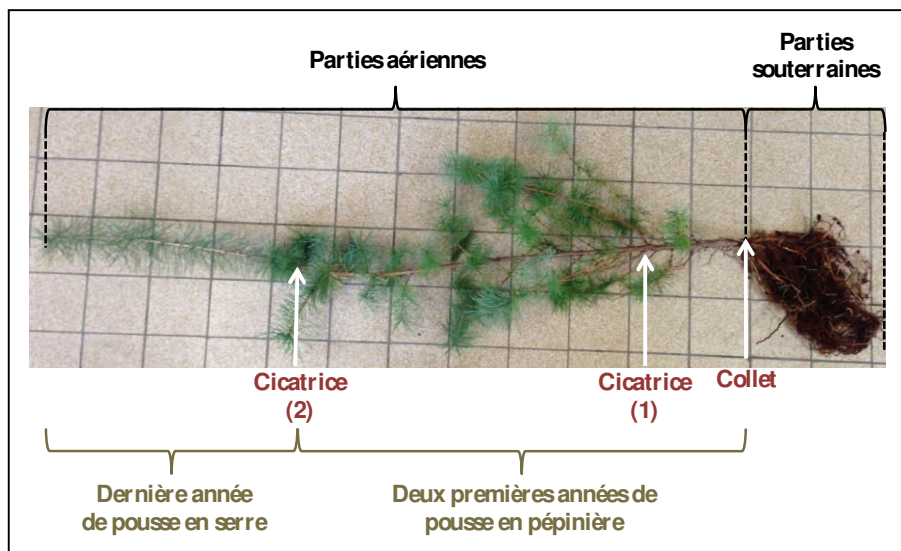 Parties aériennes
Parties
souterraines
Cicatrice
(2)
Cicatrice
(1)
Collet
Dernière année
de pousse en serre
Deux premières années de
pousse en pépinière